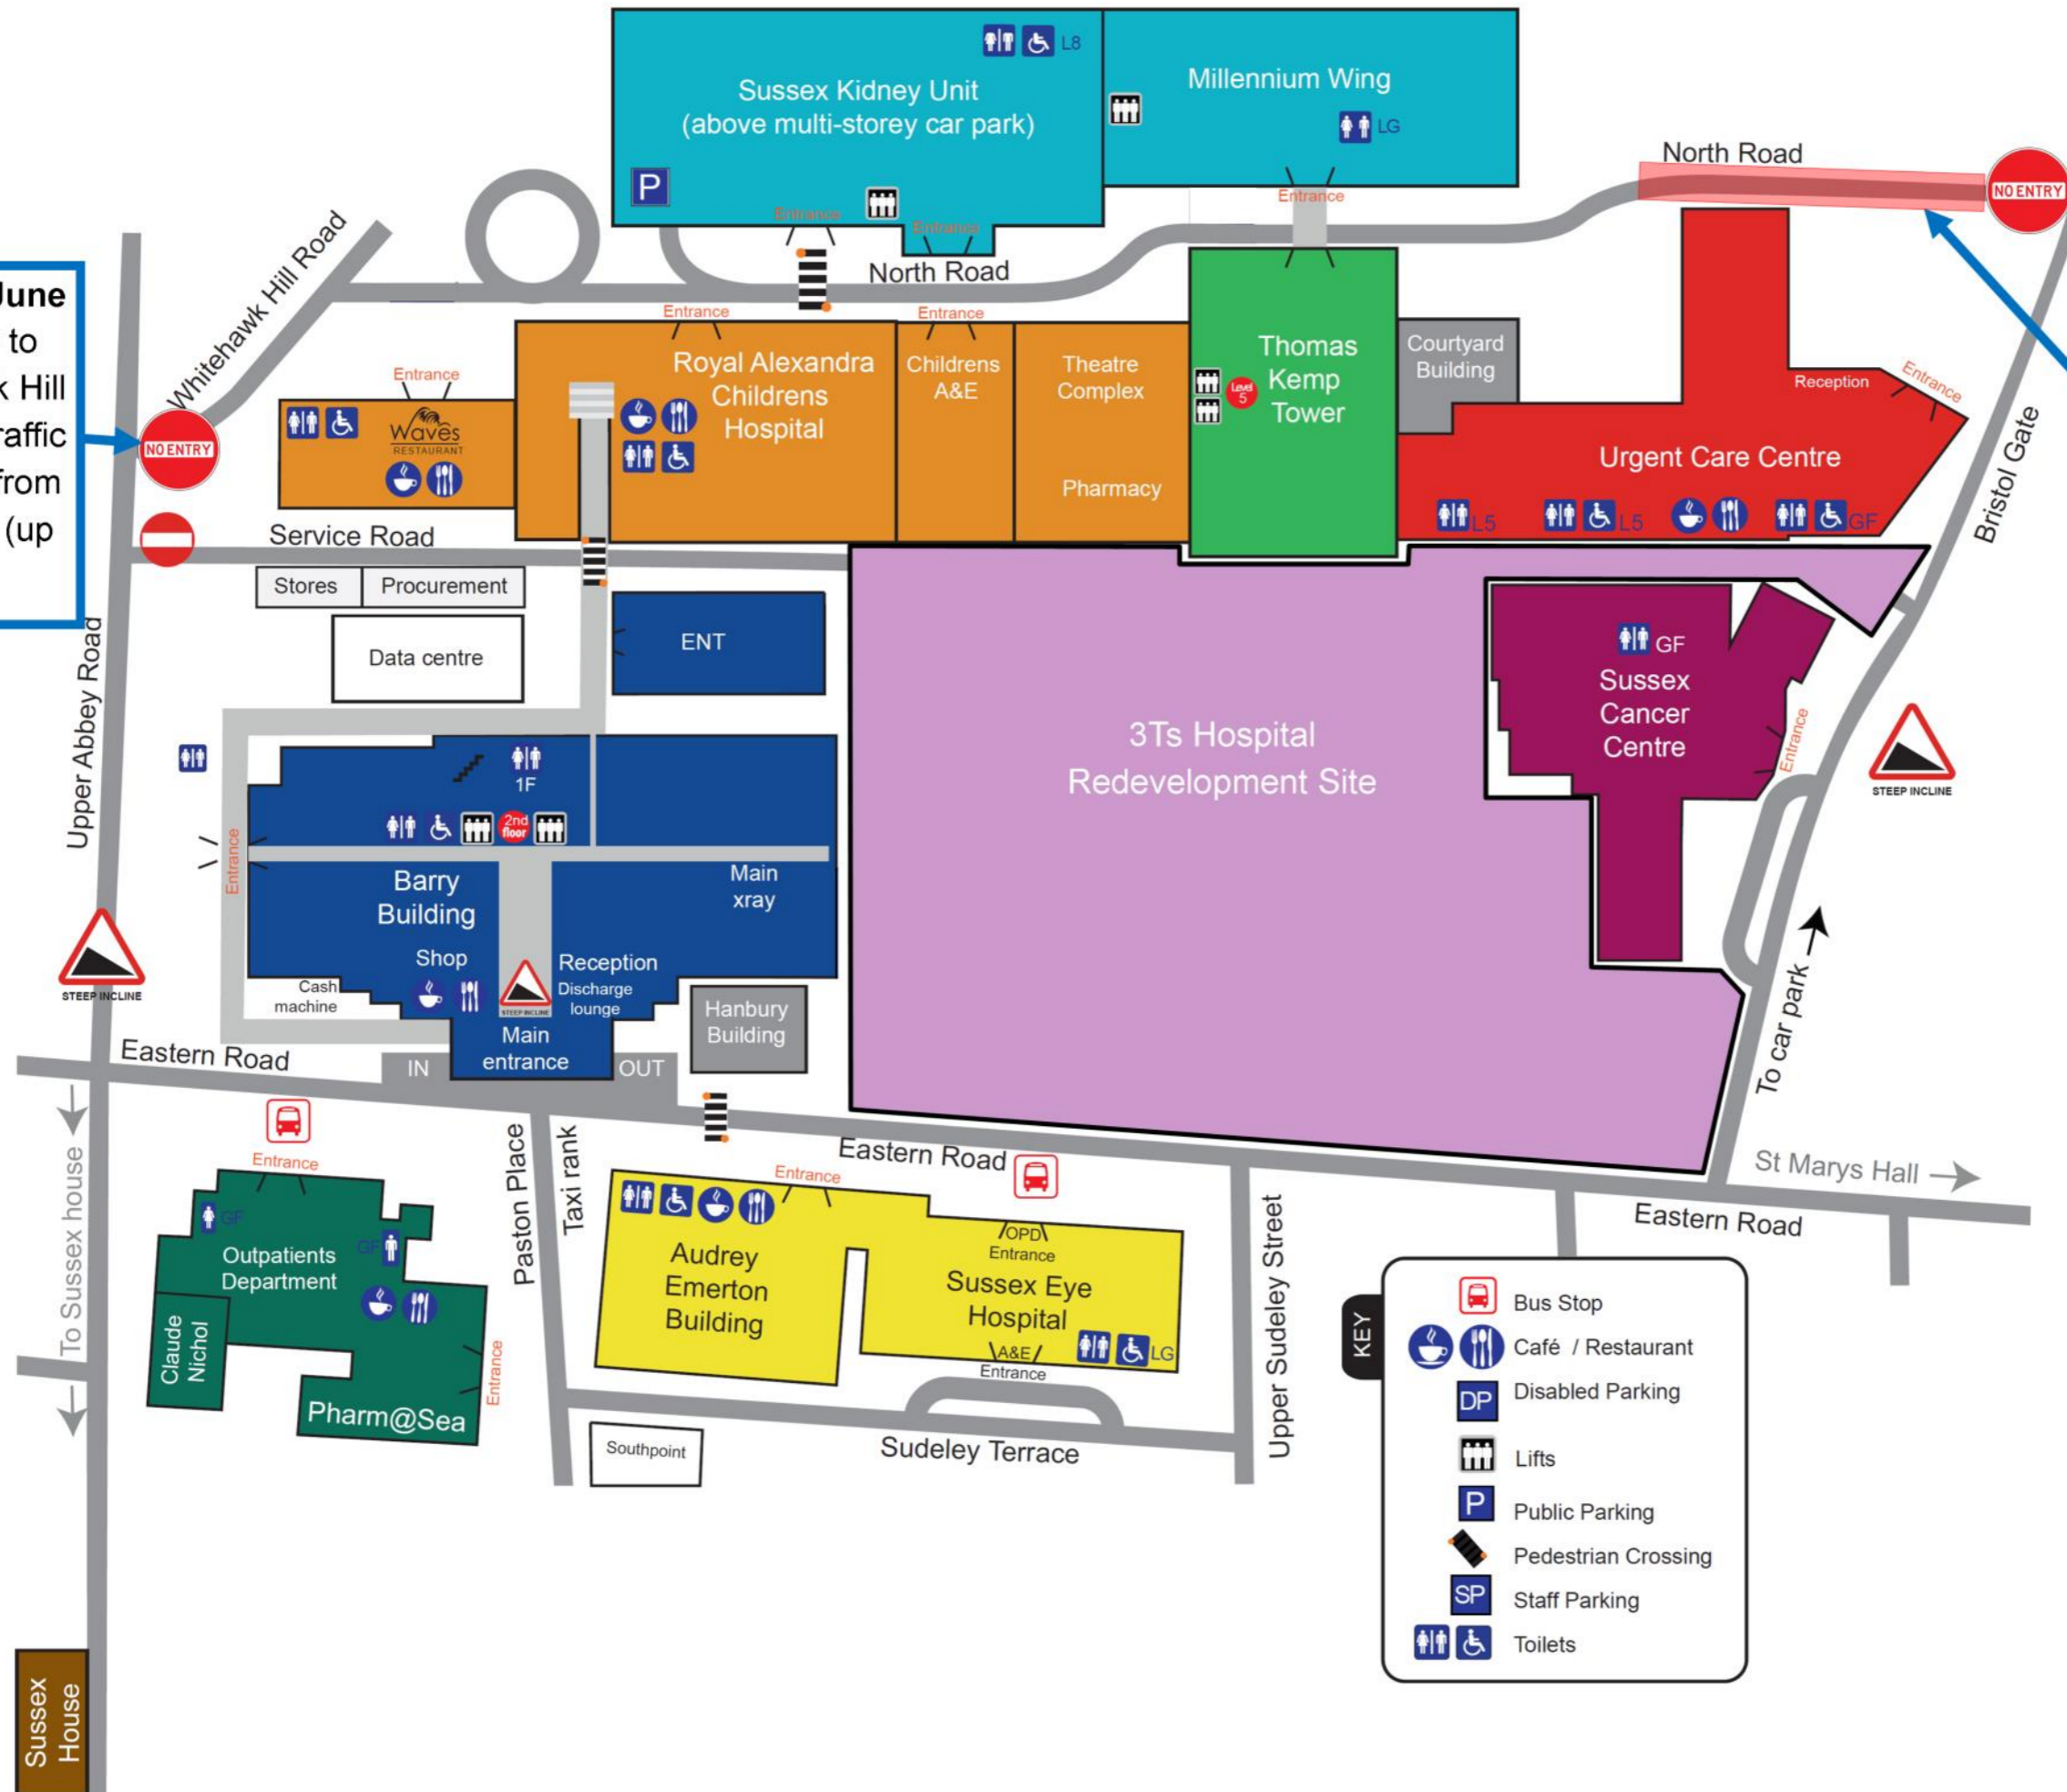 L8
Sussex Kidney Unit
(above multi-storey car park)
P
Entrance
Entrance
Millennium Wing
LG
Entrance
North Road
NO ENTRY
Whitehawk Hill Road
North Road
June
to
k Hill
raffic
from
(up
NO ENTRY
Entrance
Waves
RESTAURANT
Entrance
Royal Alexandra
Childrens
Hospital
Entrance
Childrens
A&E
Theatre
Complex
Pharmacy
Thomas
Kemp
Tower
Level
5
Courtyard
Building
Reception
Entrance
Urgent Care Centre
L5
L5
GF
Bristol Gate
Service Road
Stores
Procurement
Data centre
ENT
Upper Abbey Road
3Ts Hospital
Redevelopment Site
GF
Sussex
Cancer
Centre
Entrance
STEEP INCLINE
1F
2nd
floor
Entrance
Barry
Building
Main
xray
Shop
Reception
Discharge
lounge
Cash
machine
STEEP INCLINE
STEEP INCLINE
Main
entrance
IN
OUT
Hanbury
Building
To car park
Eastern Road
Eastern Road
St Marys Hall
Eastern Road
To Sussex house
Entrance
GF
GF
Outpatients
Department
Claude
Nichol
Pharm@Sea
Entrance
Paston Place
Taxi rank
Entrance
Audrey
Emerton
Building
OPD
Entrance
Sussex Eye
Hospital
A&E
LG
Entrance
Upper Sudeley Street
Southpoint
Sudeley Terrace
KEY
Bus Stop
Café / Restaurant
DP
Disabled Parking
Lifts
P
Public Parking
Pedestrian Crossing
SP
Staff Parking
Toilets
Sussex
House